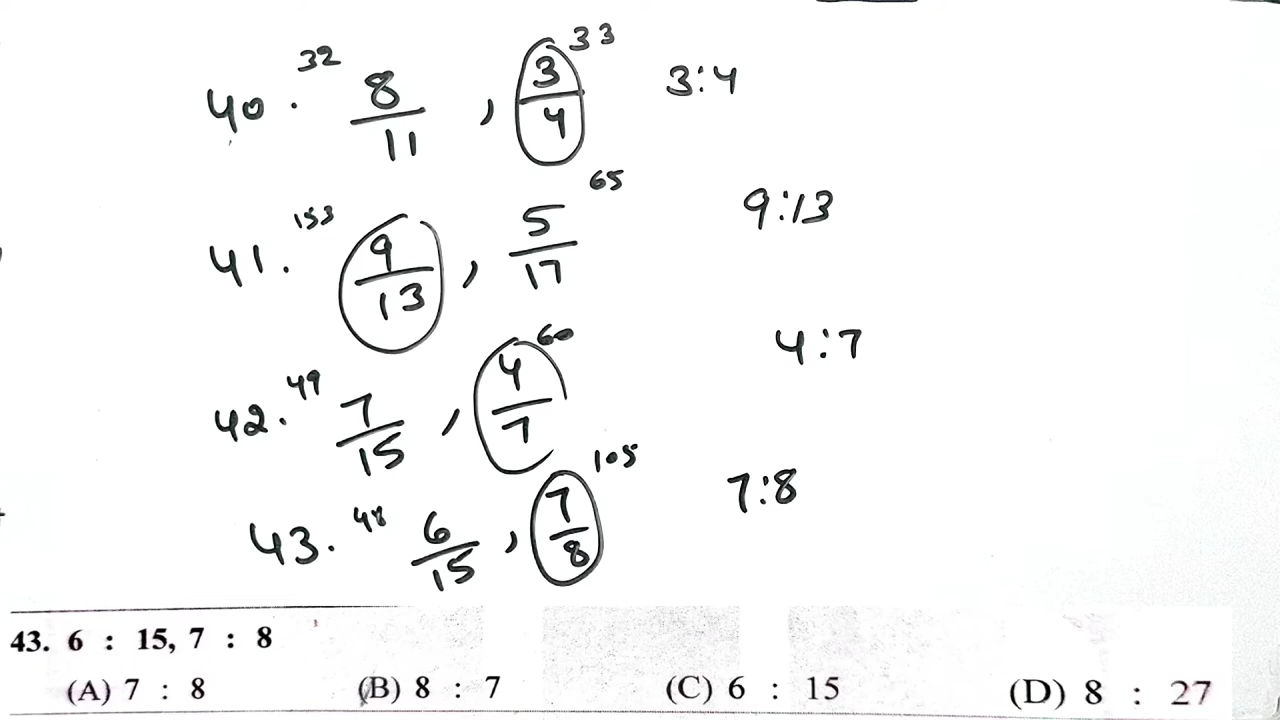 40. 32 8/11 , 3/4 33 3:4
41. 153 9/13 , 5/17 65 9:13
42. 49 7/15 , 4/7 60 4:7
43. 48 6/15 , 7/8 105 7:8
43. 6 : 15, 7 : 8
(A) 7 : 8 (B) 8 : 7 (C) 6 : 15 (D) 8 : 27